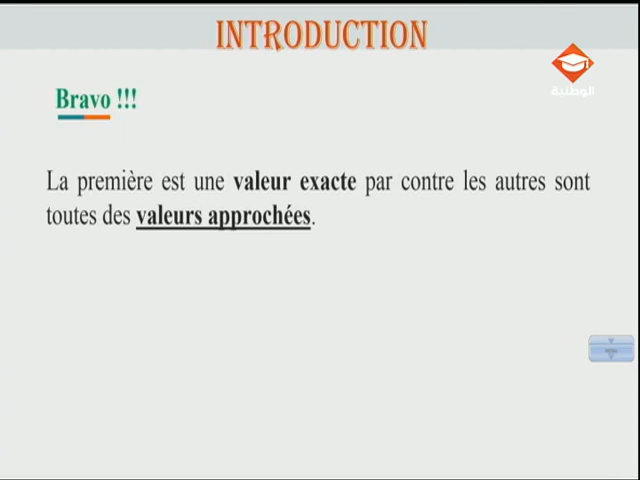 INTRODUCTION
الوطنية
Bravo !!!
La première est une valeur exacte par contre les autres sont
toutes des valeurs approchées.